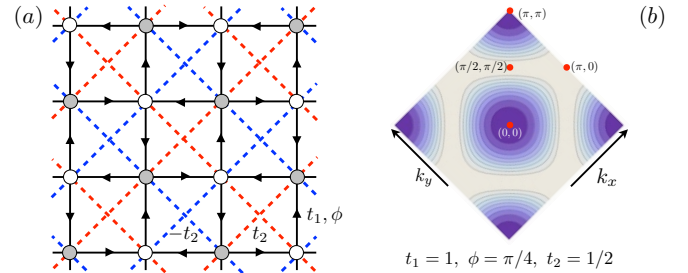 (a)
(b)
(π, π)
(π/2, π/2)
(π, 0)
(0, 0)
k_y
k_x
t_1, ϕ
−t_2
t_2
t_1 = 1, ϕ = π/4, t_2 = 1/2